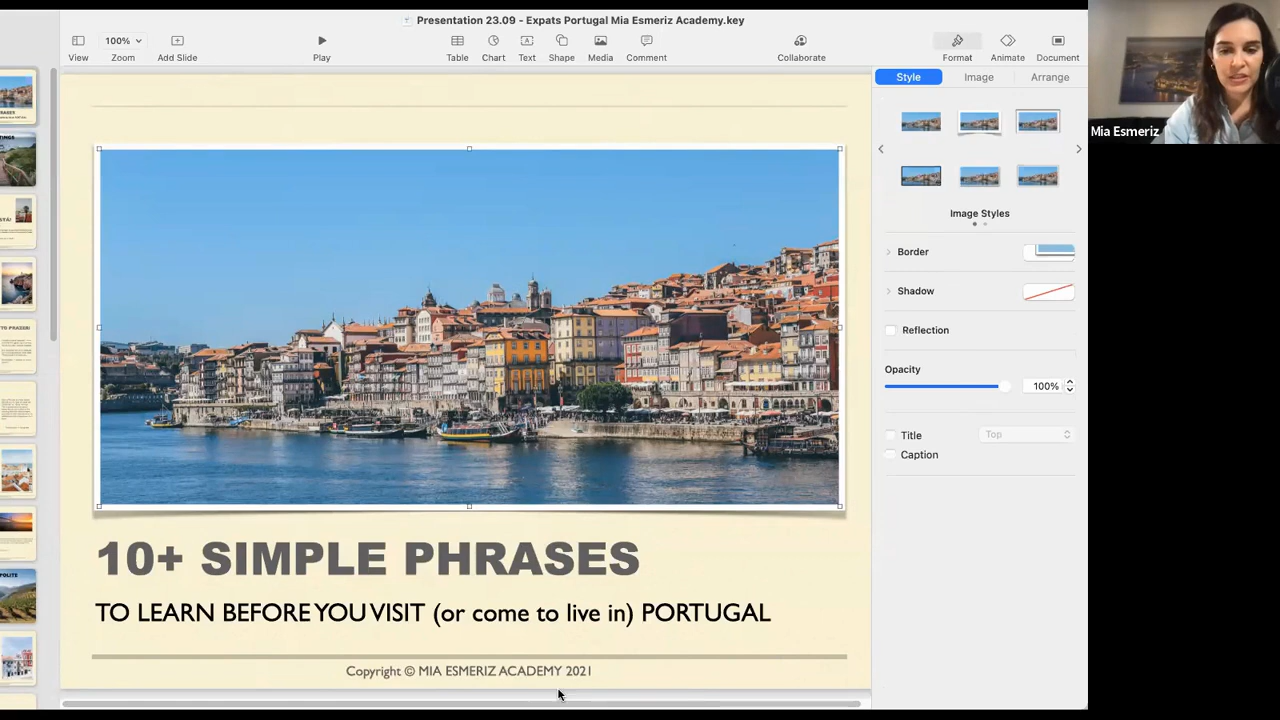 Presentation 23.09 - Expats Portugal Mia Esmeriz Academy.key
100%
View
Zoom
Add Slide
Play
Table
Chart
Text
Shape
Media
Comment
Collaborate
Format
Animate
Document
Style
Image
Arrange
Mia Esmeriz
Image Styles
Border
Shadow
Reflection
Opacity
100%
Title
Top
Caption
10+ SIMPLE PHRASES
TO LEARN BEFORE YOU VISIT (or come to live in) PORTUGAL
Copyright © MIA ESMERIZ ACADEMY 2021